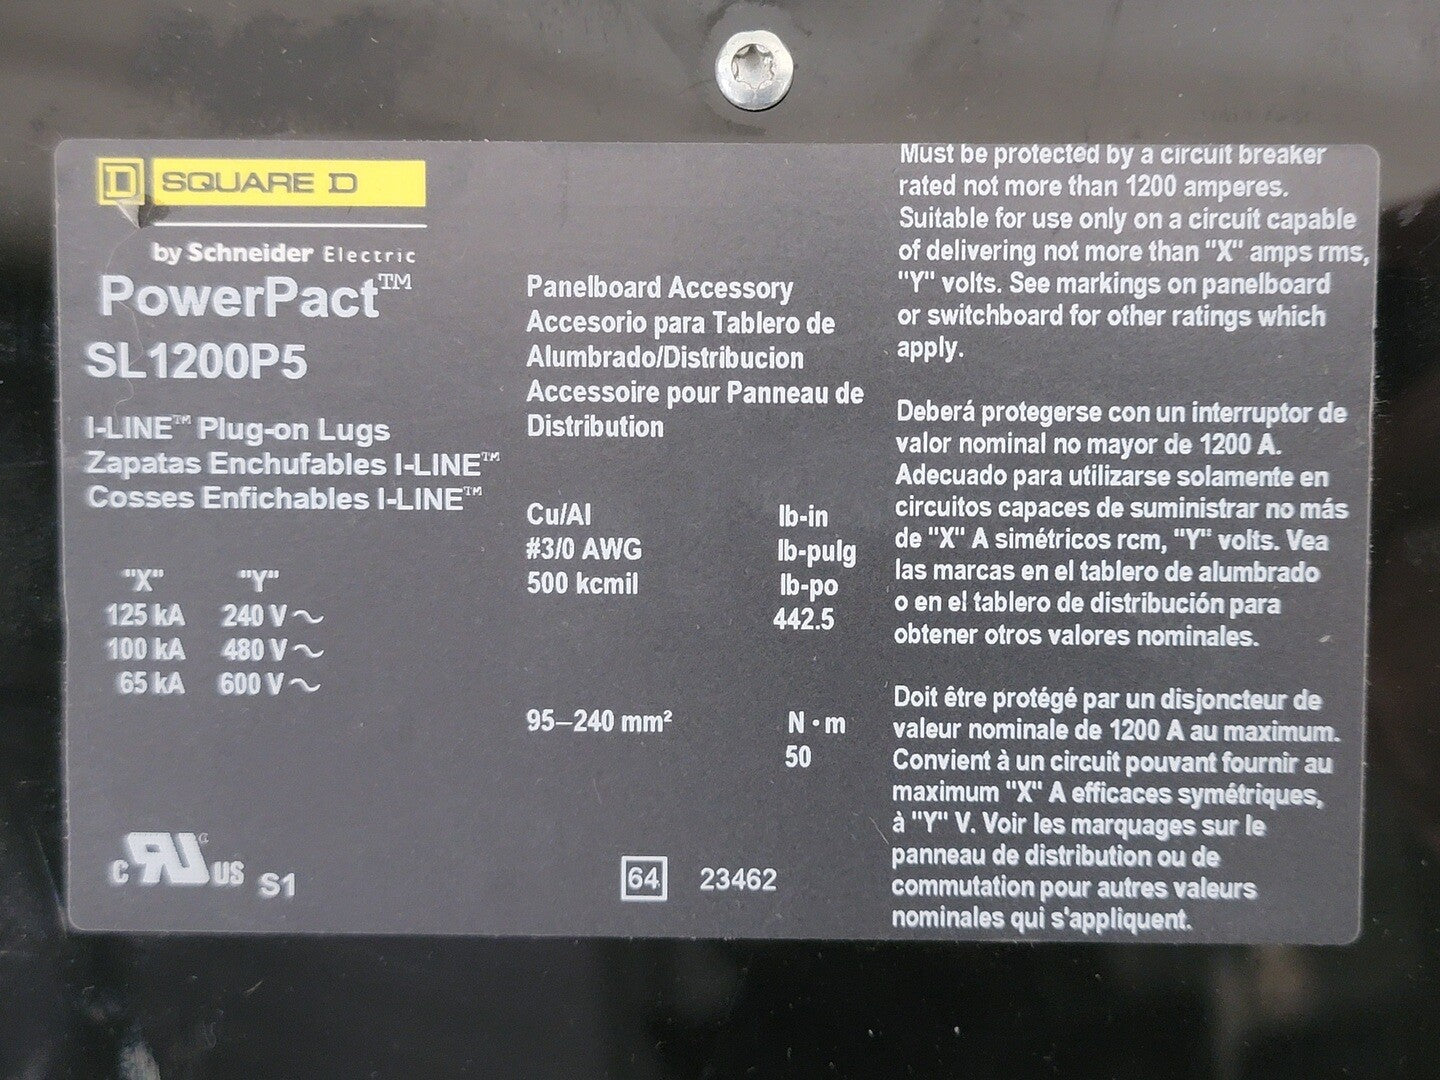 SQUARE D
by Schneider Electric
PowerPact™
SL1200P5
I-LINE™ Plug-on Lugs
Zapatas Enchufables I-LINE™
Cosses Enfichables I-LINE™
"X" "Y"
125 kA 240 V ~
100 kA 480 V ~
65 kA 600 V ~
c RU US S1
Panelboard Accessory
Accesorio para Tablero de
Alumbrado/Distribucion
Accessoire pour Panneau de
Distribution
Cu/Al lb-in
#3/0 AWG lb-pulg
500 kcmil lb-po
442.5
95–240 mm² N • m
50
64 23462
Must be protected by a circuit breaker
rated not more than 1200 amperes.
Suitable for use only on a circuit capable
of delivering not more than "X" amps rms,
"Y" volts. See markings on panelboard
or switchboard for other ratings which
apply.
Deberá protegerse con un interruptor de
valor nominal no mayor de 1200 A.
Adecuado para utilizarse solamente en
circuitos capaces de suministrar no más
de "X" A simétricos rcm, "Y" volts. Vea
las marcas en el tablero de alumbrado
o en el tablero de distribución para
obtener otros valores nominales.
Doit être protégé par un disjoncteur de
valeur nominale de 1200 A au maximum.
Convient à un circuit pouvant fournir au
maximum "X" A efficaces symétriques,
à "Y" V. Voir les marquages sur le
panneau de distribution ou de
commutation pour autres valeurs
nominales qui s'appliquent.